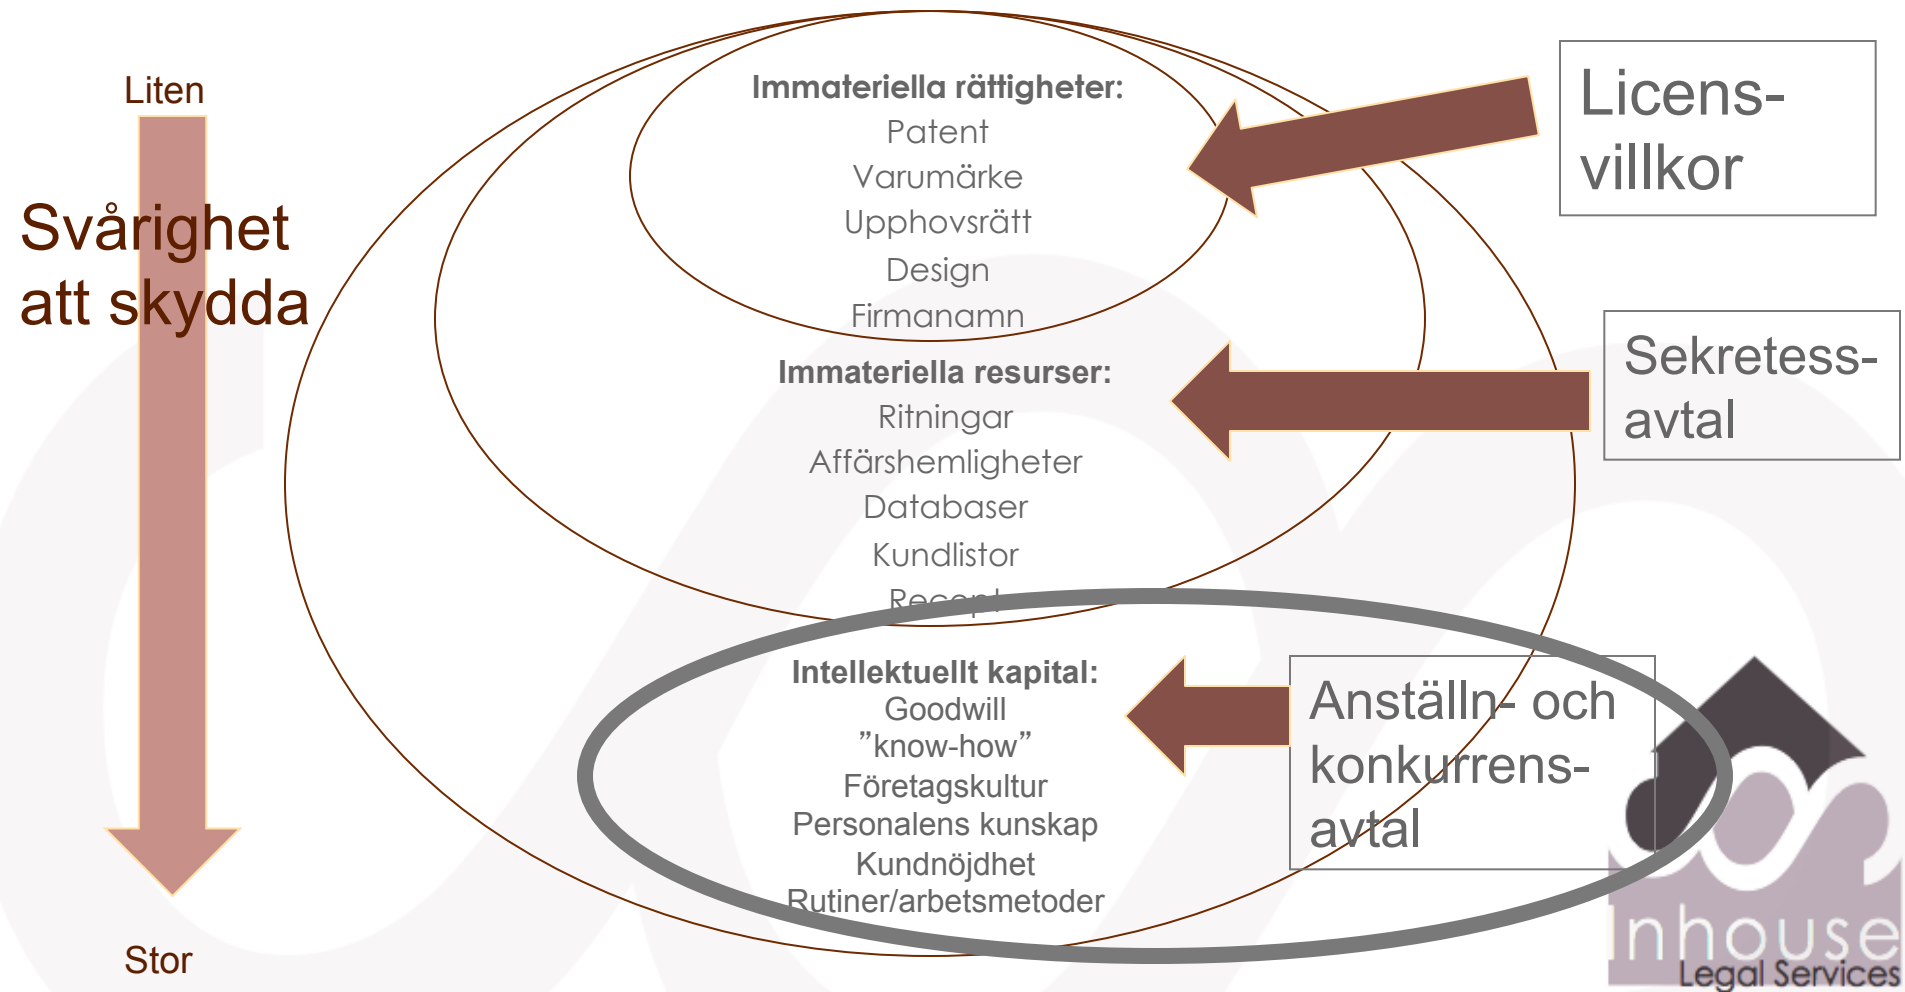 Liten
Svårighet
att skydda
Stor
Immateriella rättigheter:
Patent
Varumärke
Upphovsrätt
Design
Firmanamn
Immateriella resurser:
Ritningar
Affärshemligheter
Databaser
Kundlistor
Recept
Intellektuellt kapital:
Goodwill
”know-how”
Företagskultur
Personalens kunskap
Kundnöjdhet
Rutiner/arbetsmetoder
Licens-
villkor
Sekretess-
avtal
Anställn- och
konkurrens-
avtal
Inhouse
Legal Services